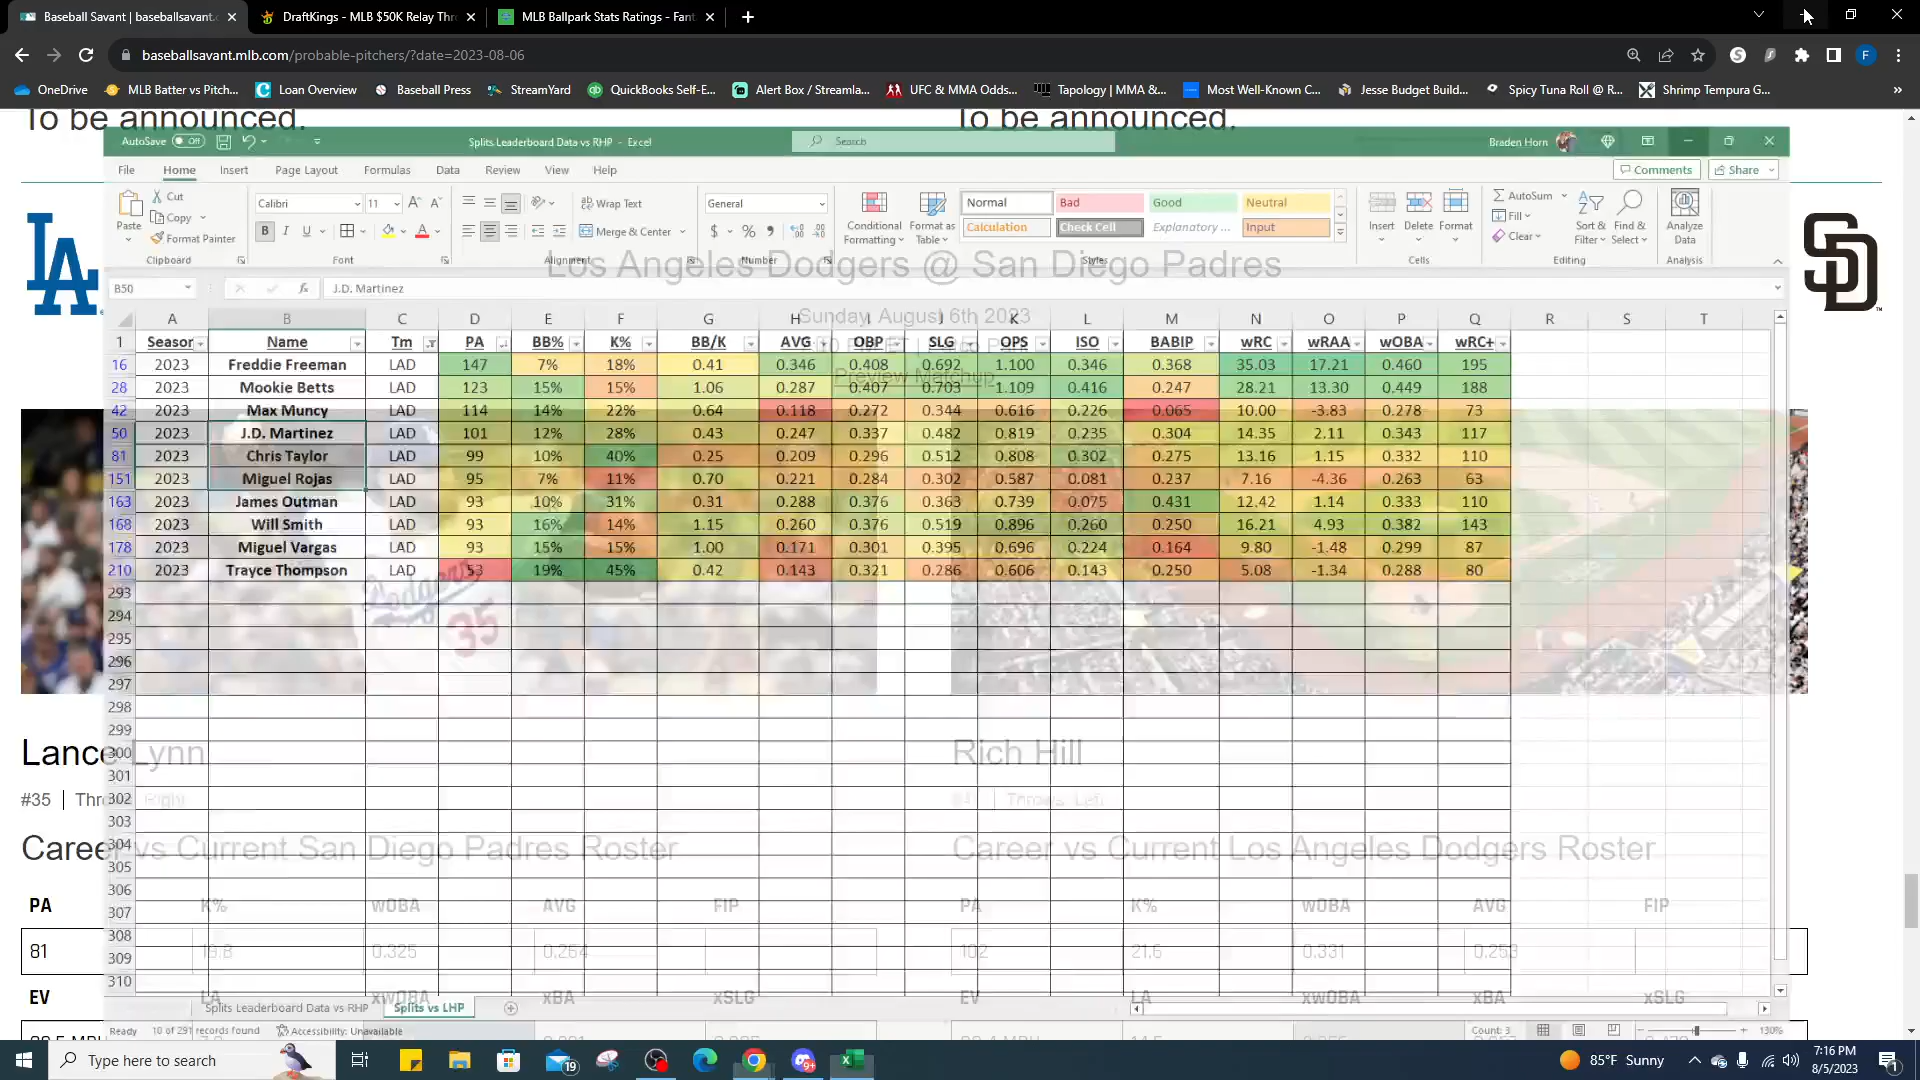 Baseball Savant | baseballsavant.c
DraftKings - MLB $50K Relay Thr
MLB Ballpark Stats Ratings - Fant
baseballsavant.mlb.com/probable-pitchers/?date=2023-08-06
OneDrive
MLB Batter vs Pitch...
Loan Overview
Baseball Press
StreamYard
QuickBooks Self-E...
Alert Box / Streamla...
UFC & MMA Odds...
Tapology | MMA &...
Most Well-Known C...
Jesse Budget Build...
Spicy Tuna Roll @ R...
Shrimp Tempura G...
To be announced. To be announced.
AutoSave Off Splits Leaderboard Data vs RHP - Excel Search Braden Horn
File Home Insert Page Layout Formulas Data Review View Help Comments Share
Paste Cut Copy Format Painter Clipboard
Calibri 11 B I U Font
Wrap Text Merge & Center Alignment
General $ % Number
Conditional Formatting Format as Table
Normal Bad Good Neutral
Calculation Check Cell Explanatory ... Input
Styles
Insert Delete Format Cells
AutoSum Fill Clear Sort & Filter Find & Select Editing
Analyze Data Analysis
Los Angeles Dodgers @ San Diego Padres
B50 fx J.D. Martinez
Sunday, August 6th 2023
Preview Matchup
A B C D E F G H I J K L M N O P Q R S T
1 Season Name Tm PA BB% K% BB/K AVG OBP SLG OPS ISO BABIP wRC wRAA wOBA wRC+
16 2023 Freddie Freeman LAD 147 7% 18% 0.41 0.346 0.408 0.692 1.100 0.346 0.368 35.03 17.21 0.460 195
28 2023 Mookie Betts LAD 123 15% 15% 1.06 0.287 0.407 0.703 1.109 0.416 0.247 28.21 13.30 0.449 188
42 2023 Max Muncy LAD 114 14% 22% 0.64 0.118 0.272 0.344 0.616 0.226 0.065 10.00 -3.83 0.278 73
50 2023 J.D. Martinez LAD 101 12% 28% 0.43 0.247 0.337 0.482 0.819 0.235 0.304 14.35 2.11 0.343 117
81 2023 Chris Taylor LAD 99 10% 40% 0.25 0.209 0.296 0.512 0.808 0.302 0.275 13.16 1.15 0.332 110
151 2023 Miguel Rojas LAD 95 7% 11% 0.70 0.221 0.284 0.302 0.587 0.081 0.237 7.16 -4.36 0.263 63
163 2023 James Outman LAD 93 10% 31% 0.31 0.288 0.376 0.363 0.739 0.075 0.431 12.42 1.14 0.333 110
168 2023 Will Smith LAD 93 16% 14% 1.15 0.260 0.376 0.519 0.896 0.260 0.250 16.21 4.93 0.382 143
178 2023 Miguel Vargas LAD 93 15% 15% 1.00 0.171 0.301 0.395 0.696 0.224 0.164 9.80 -1.48 0.299 87
210 2023 Trayce Thompson LAD 53 19% 45% 0.42 0.143 0.321 0.286 0.606 0.143 0.250 5.08 -1.34 0.288 80
293
294
295
296
297
298
299
300
301
302
303
304
305
306
307
308
309
310
LA
SD
Dodgers
35
Lance Lynn Rich Hill
#35 Throws: Right Throws: Left
Career vs Current San Diego Padres Roster Career vs Current Los Angeles Dodgers Roster
PA K% wOBA AVG FIP PA K% wOBA AVG FIP
81 0.325 0.264 102 21.6 0.331 0.253
EV LA xwOBA xBA xSLG EV LA xwOBA xBA xSLG
Splits Leaderboard Data vs RHP Splits vs LHP
Ready 10 of 291 records found Accessibility: Unavailable Count: 3 130%
Type here to search
19
9+
85°F Sunny
7:16 PM
8/5/2023
1